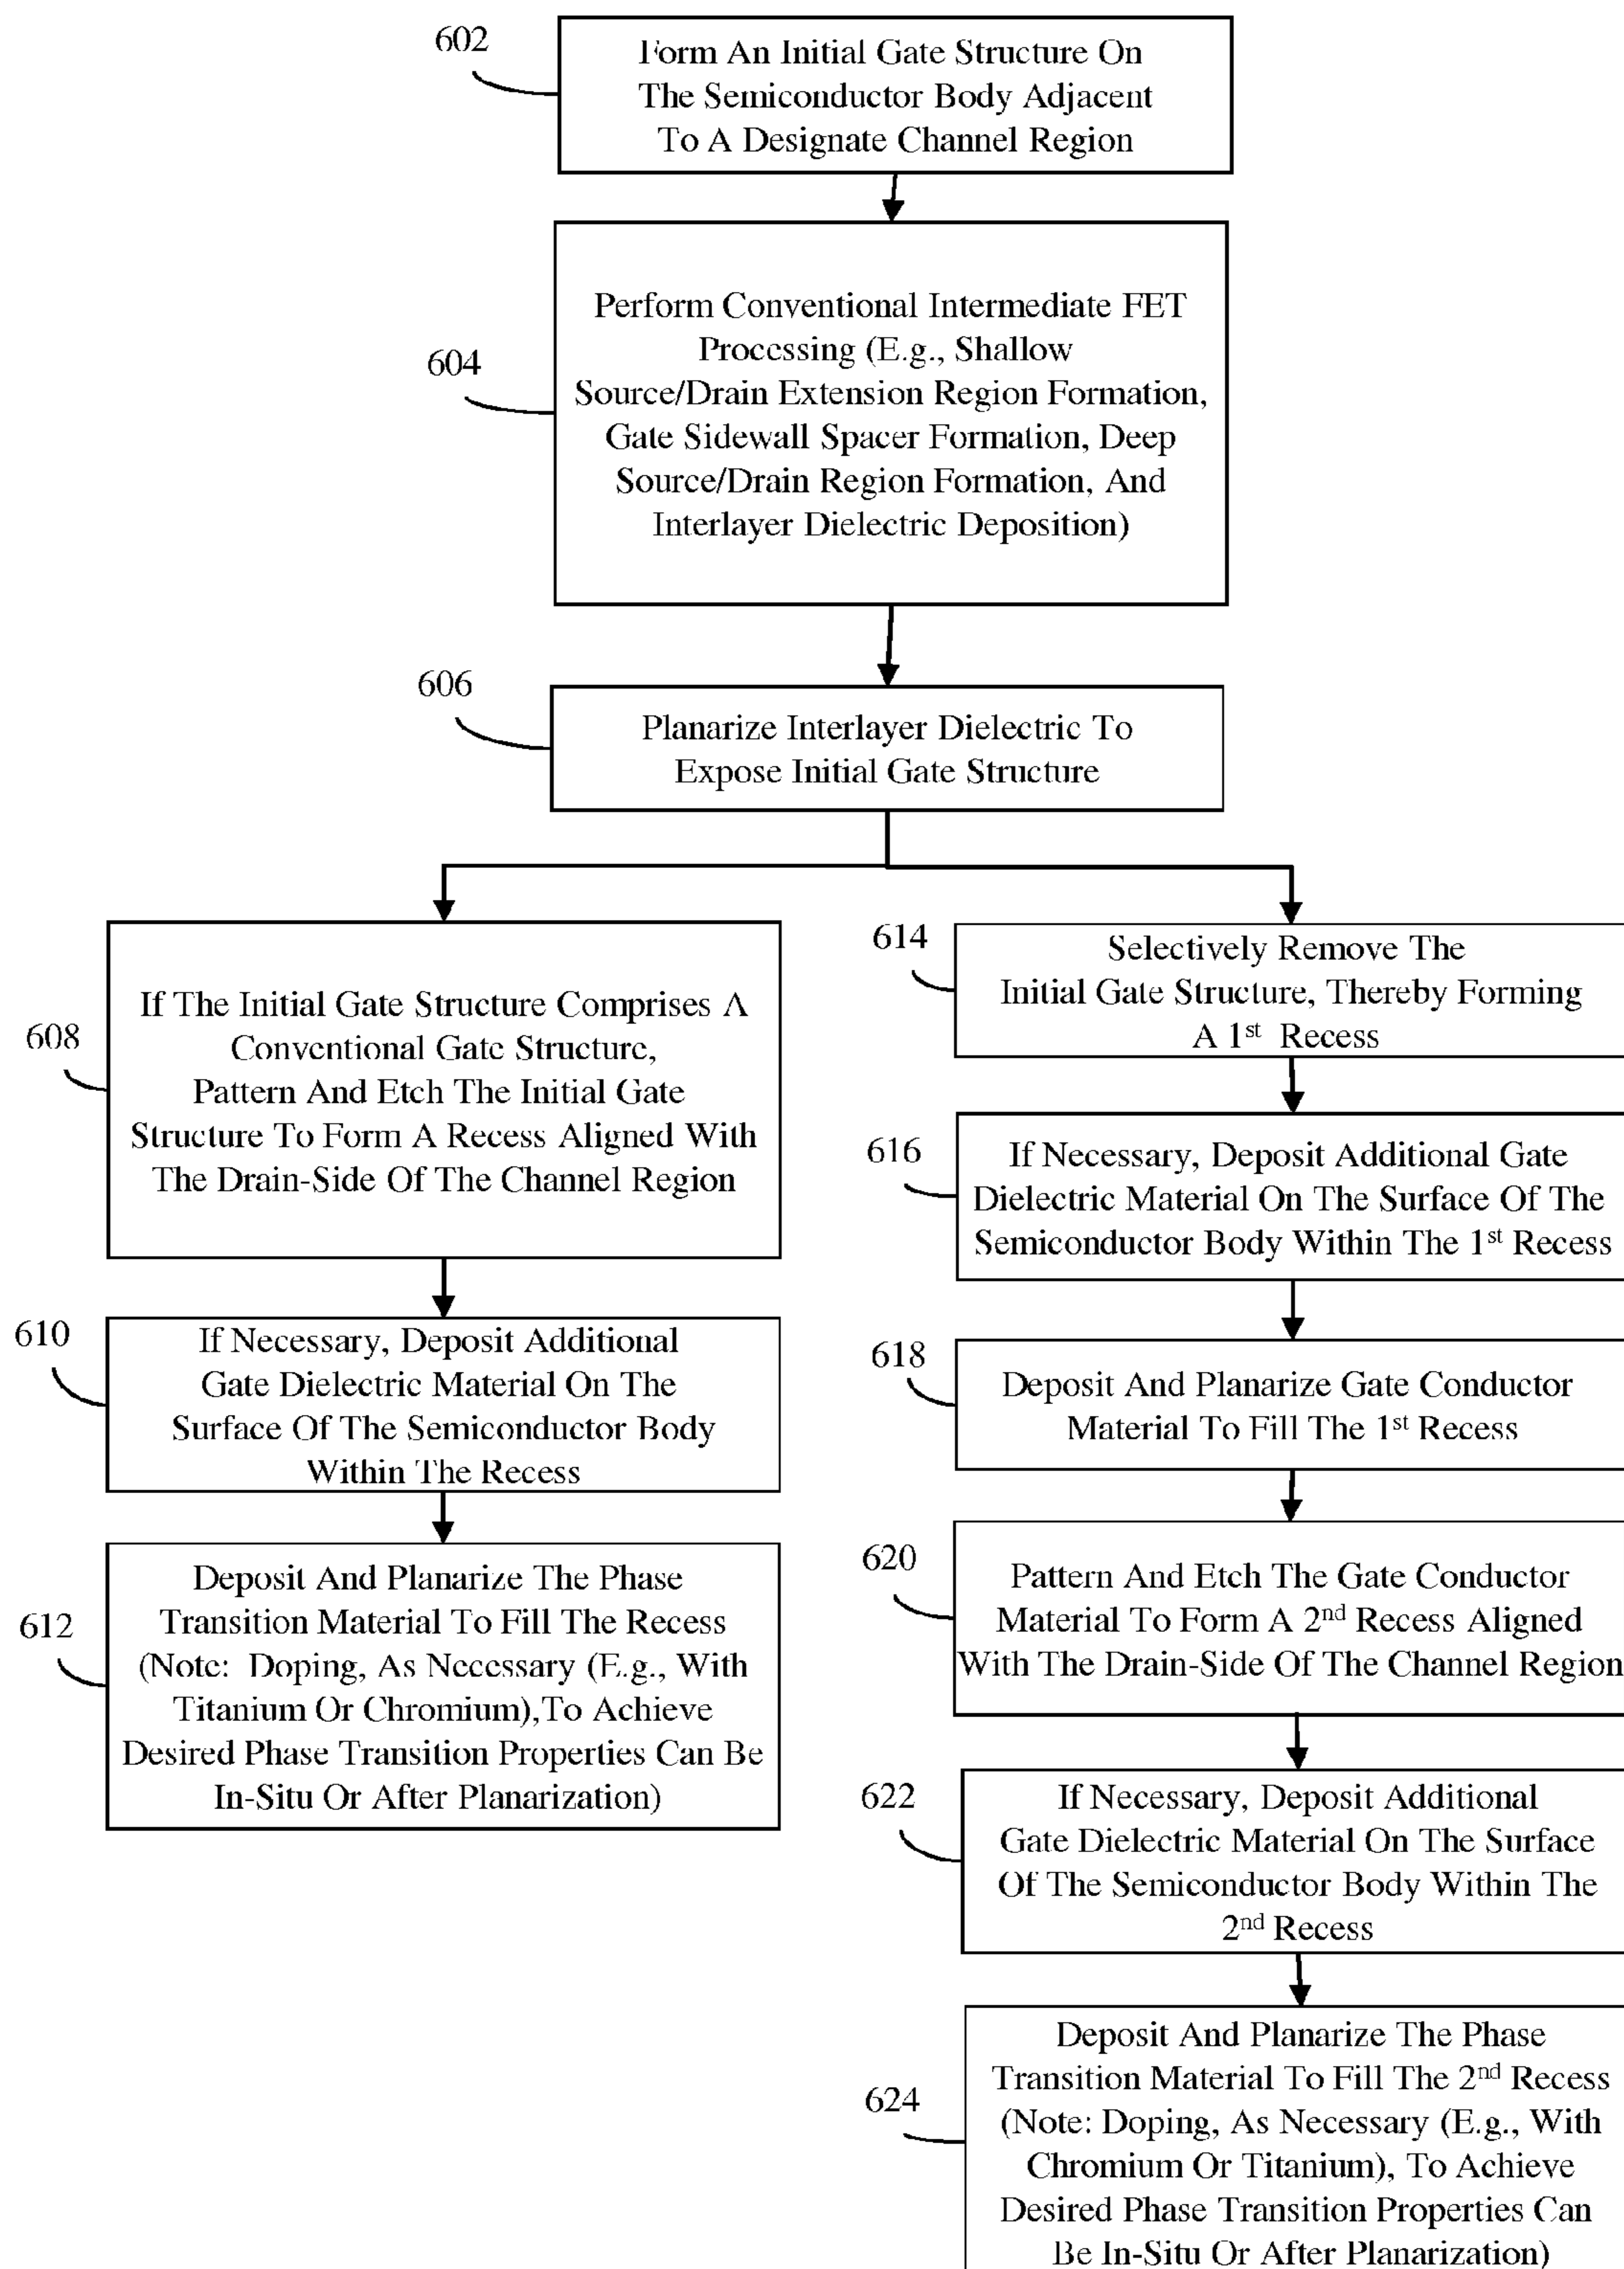 602
Form An Initial Gate Structure On
The Semiconductor Body Adjacent
To A Designate Channel Region
604
Perform Conventional Intermediate FET
Processing (E.g., Shallow
Source/Drain Extension Region Formation,
Gate Sidewall Spacer Formation, Deep
Source/Drain Region Formation, And
Interlayer Dielectric Deposition)
606
Planarize Interlayer Dielectric To
Expose Initial Gate Structure
608
If The Initial Gate Structure Comprises A
Conventional Gate Structure,
Pattern And Etch The Initial Gate
Structure To Form A Recess Aligned With
The Drain-Side Of The Channel Region
610
If Necessary, Deposit Additional
Gate Dielectric Material On The
Surface Of The Semiconductor Body
Within The Recess
612
Deposit And Planarize The Phase
Transition Material To Fill The Recess
(Note: Doping, As Necessary (E.g., With
Titanium Or Chromium),To Achieve
Desired Phase Transition Properties Can Be
In-Situ Or After Planarization)
614
Selectively Remove The
Initial Gate Structure, Thereby Forming
A 1st Recess
616
If Necessary, Deposit Additional Gate
Dielectric Material On The Surface Of The
Semiconductor Body Within The 1st Recess
618
Deposit And Planarize Gate Conductor
Material To Fill The 1st Recess
620
Pattern And Etch The Gate Conductor
Material To Form A 2nd Recess Aligned
With The Drain-Side Of The Channel Region
622
If Necessary, Deposit Additional
Gate Dielectric Material On The Surface
Of The Semiconductor Body Within The
2nd Recess
624
Deposit And Planarize The Phase
Transition Material To Fill The 2nd Recess
(Note: Doping, As Necessary (E.g., With
Chromium Or Titanium), To Achieve
Desired Phase Transition Properties Can
Be In-Situ Or After Planarization)